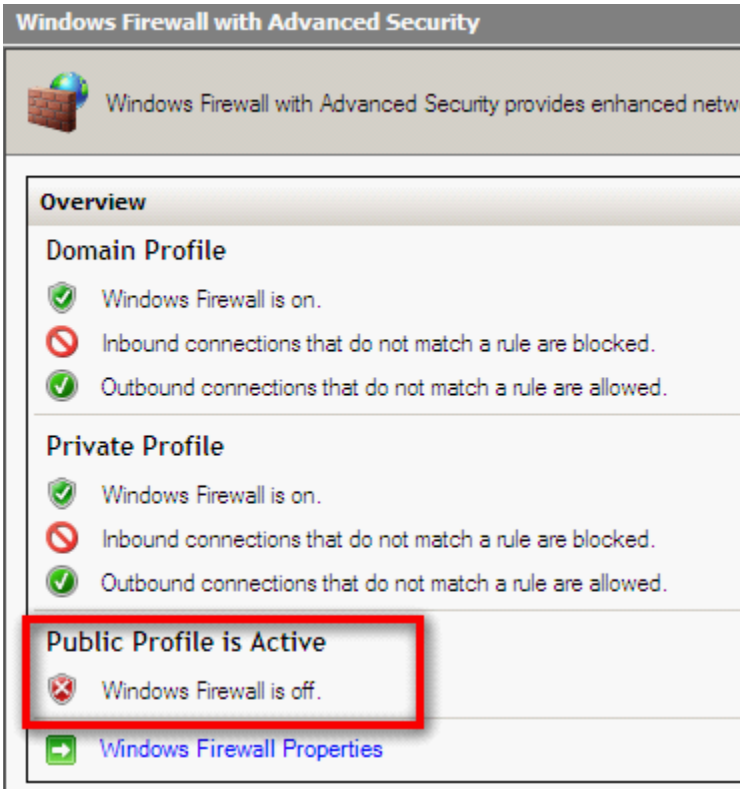 Windows Firewall with Advanced Security
Windows Firewall with Advanced Security provides enhanced netw
Overview
Domain Profile
Windows Firewall is on.
Inbound connections that do not match a rule are blocked.
Outbound connections that do not match a rule are allowed.
Private Profile
Windows Firewall is on.
Inbound connections that do not match a rule are blocked.
Outbound connections that do not match a rule are allowed.
Public Profile is Active
Windows Firewall is off.
Windows Firewall Properties